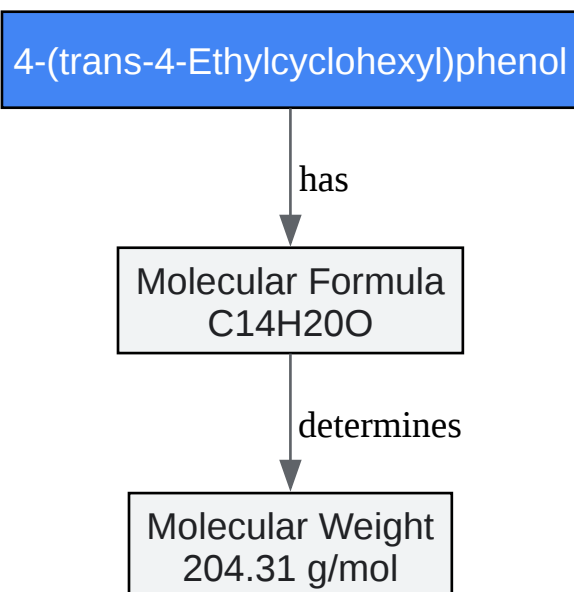 4-(trans-4-Ethylcyclohexyl)phenol
has
Molecular Formula
C14H20O
determines
Molecular Weight
204.31 g/mol